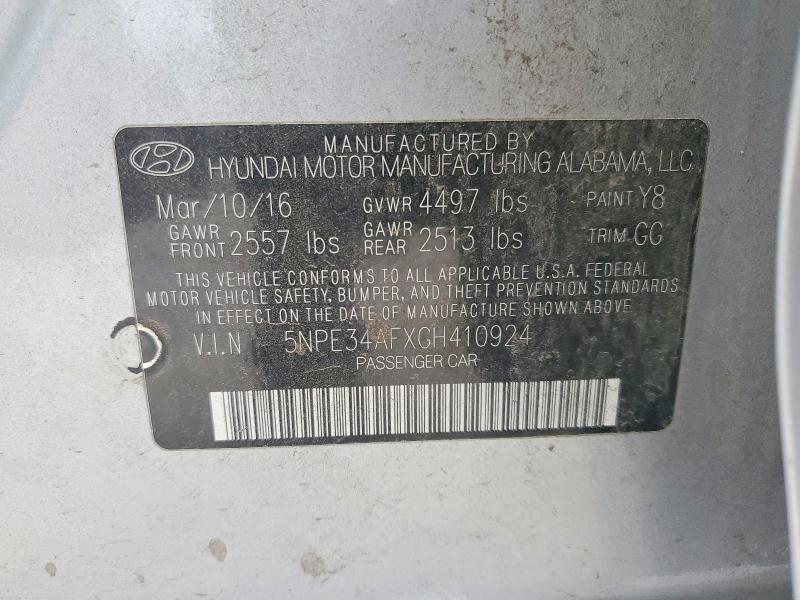 MANUFACTURED BY
HYUNDAI MOTOR MANUFACTURING ALABAMA, LLC
Mar/10/16 GVWR 4497 lbs PAINT Y8
GAWR FRONT 2557 lbs GAWR REAR 2513 lbs TRIM GG
THIS VEHICLE CONFORMS TO ALL APPLICABLE U.S.A. FEDERAL
MOTOR VEHICLE SAFETY, BUMPER, AND THEFT PREVENTION STANDARDS
IN EFFECT ON THE DATE OF MANUFACTURE SHOWN ABOVE.
V.I.N 5NPE34AFXGH410924
PASSENGER CAR